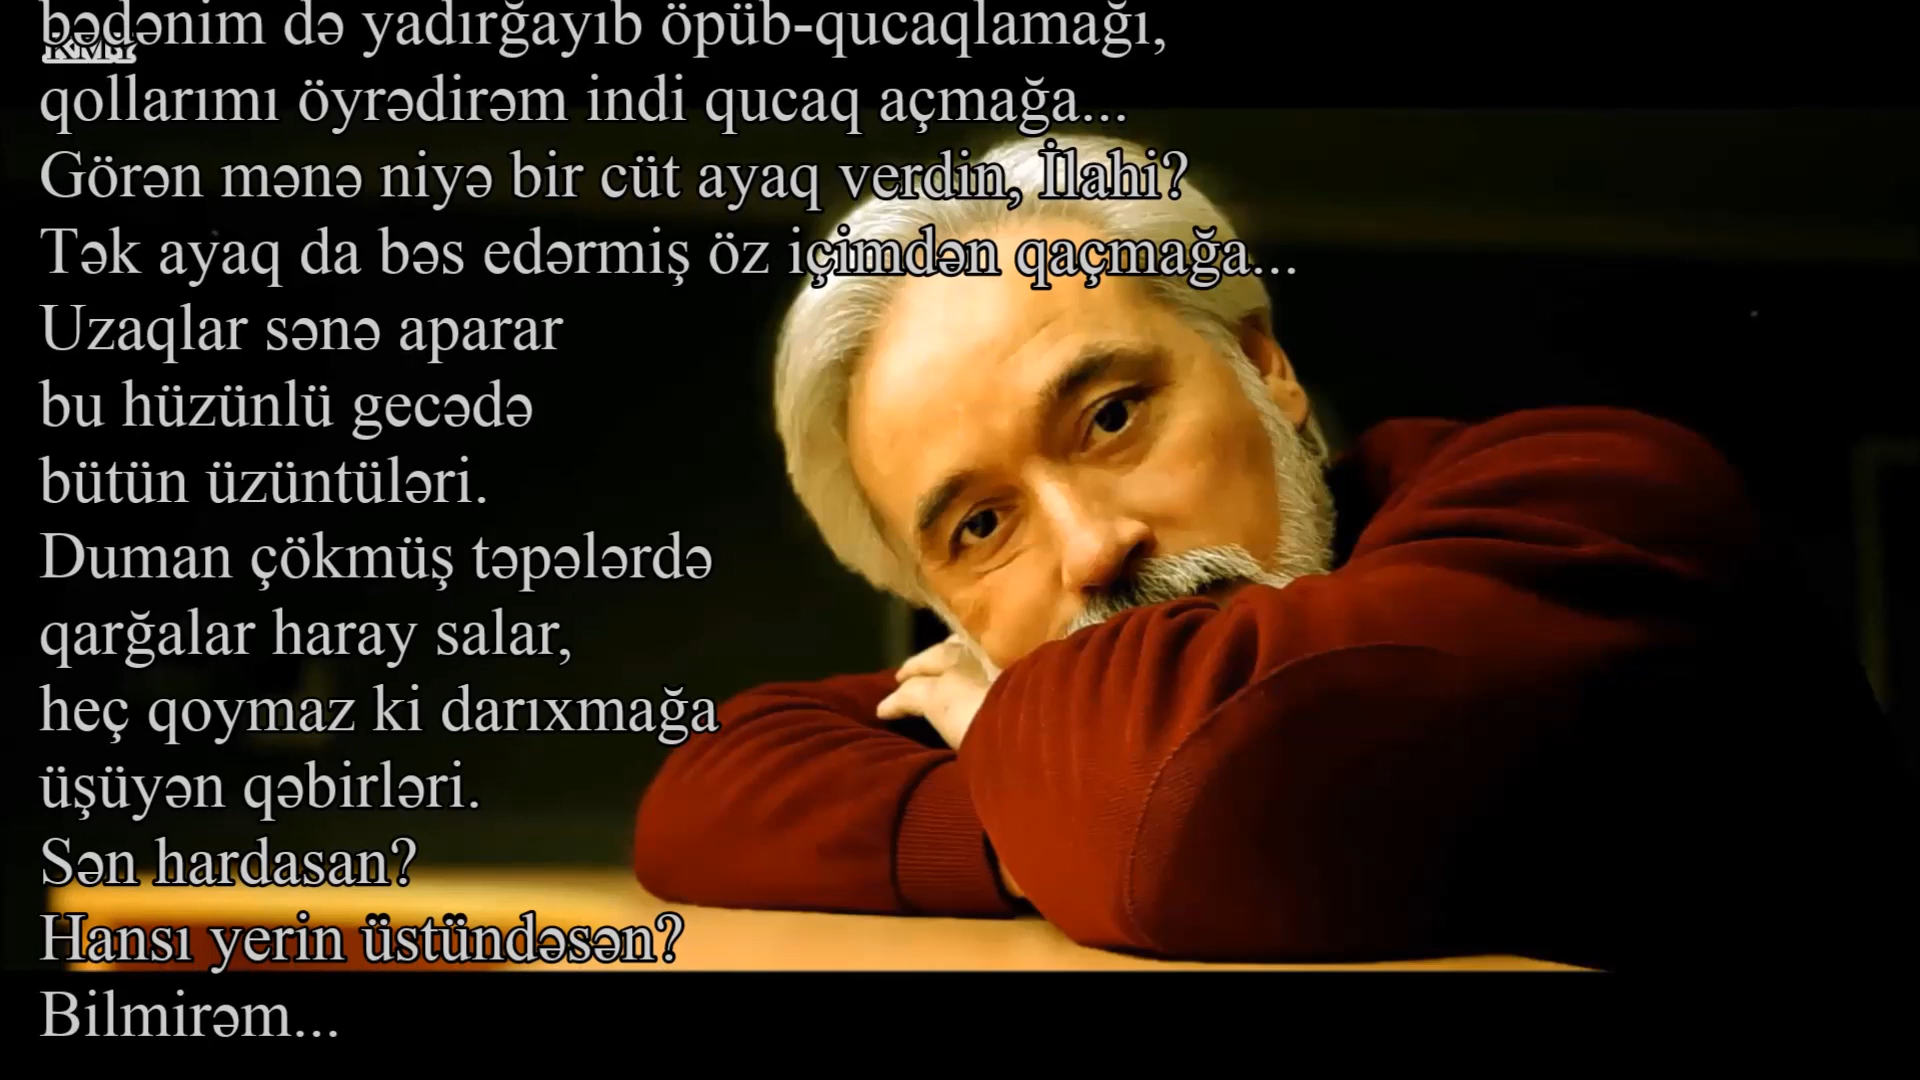 bədənim də yadırğayıb öpüb-qucaqlamağı,
KMY
qollarımı öyrədirəm indi qucaq açmağa...
Görən mənə niyə bir cüt ayaq verdin, İlahi?
Tək ayaq da bəs edərmiş öz içimdən qaçmağa...
Uzaqlar sənə aparar
bu hüzünlü gecədə
bütün üzüntüləri.
Duman çökmüş təpələrdə
qarğalar haray salar,
heç qoymaz ki darıxmağa
üşüyən qəbirləri.
Sən hardasan?
Hansı yerin üstündəsən?
Bilmirəm...